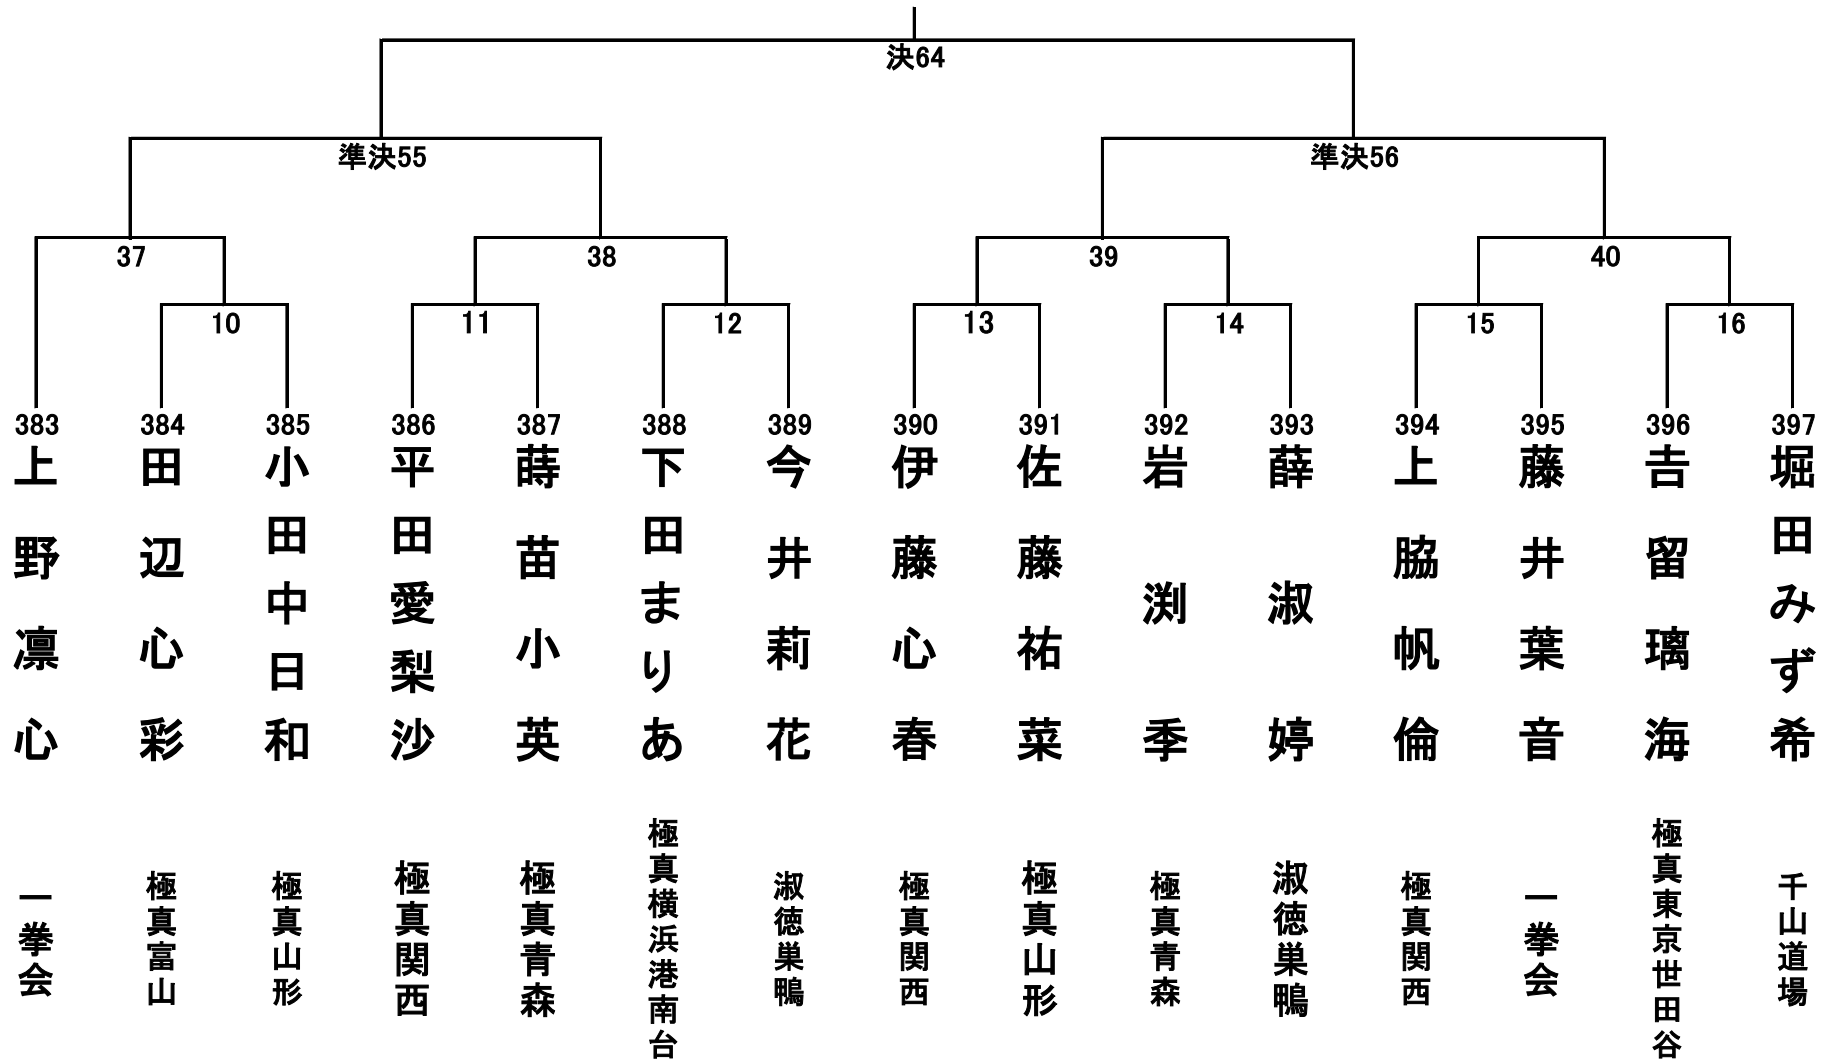 決64
準決55
準決56
37
38
39
40
10
11
12
13
14
15
16
383
384
385
386
387
388
389
390
391
392
393
394
395
396
397
上野凛心
田辺心彩
小田中日和
平田愛梨沙
蒔苗小英
下田まりあ
今井莉花
伊藤心春
佐藤祐菜
岩渕季
薛淑婷
上脇帆倫
藤井葉音
𠮷留璃海
堀田みず希
一拳会
極真富山
極真山形
極真関西
極真青森
極真横浜港南台
淑徳巣鴨
極真関西
極真山形
極真青森
淑徳巣鴨
極真関西
一拳会
極真東京世田谷
千山道場